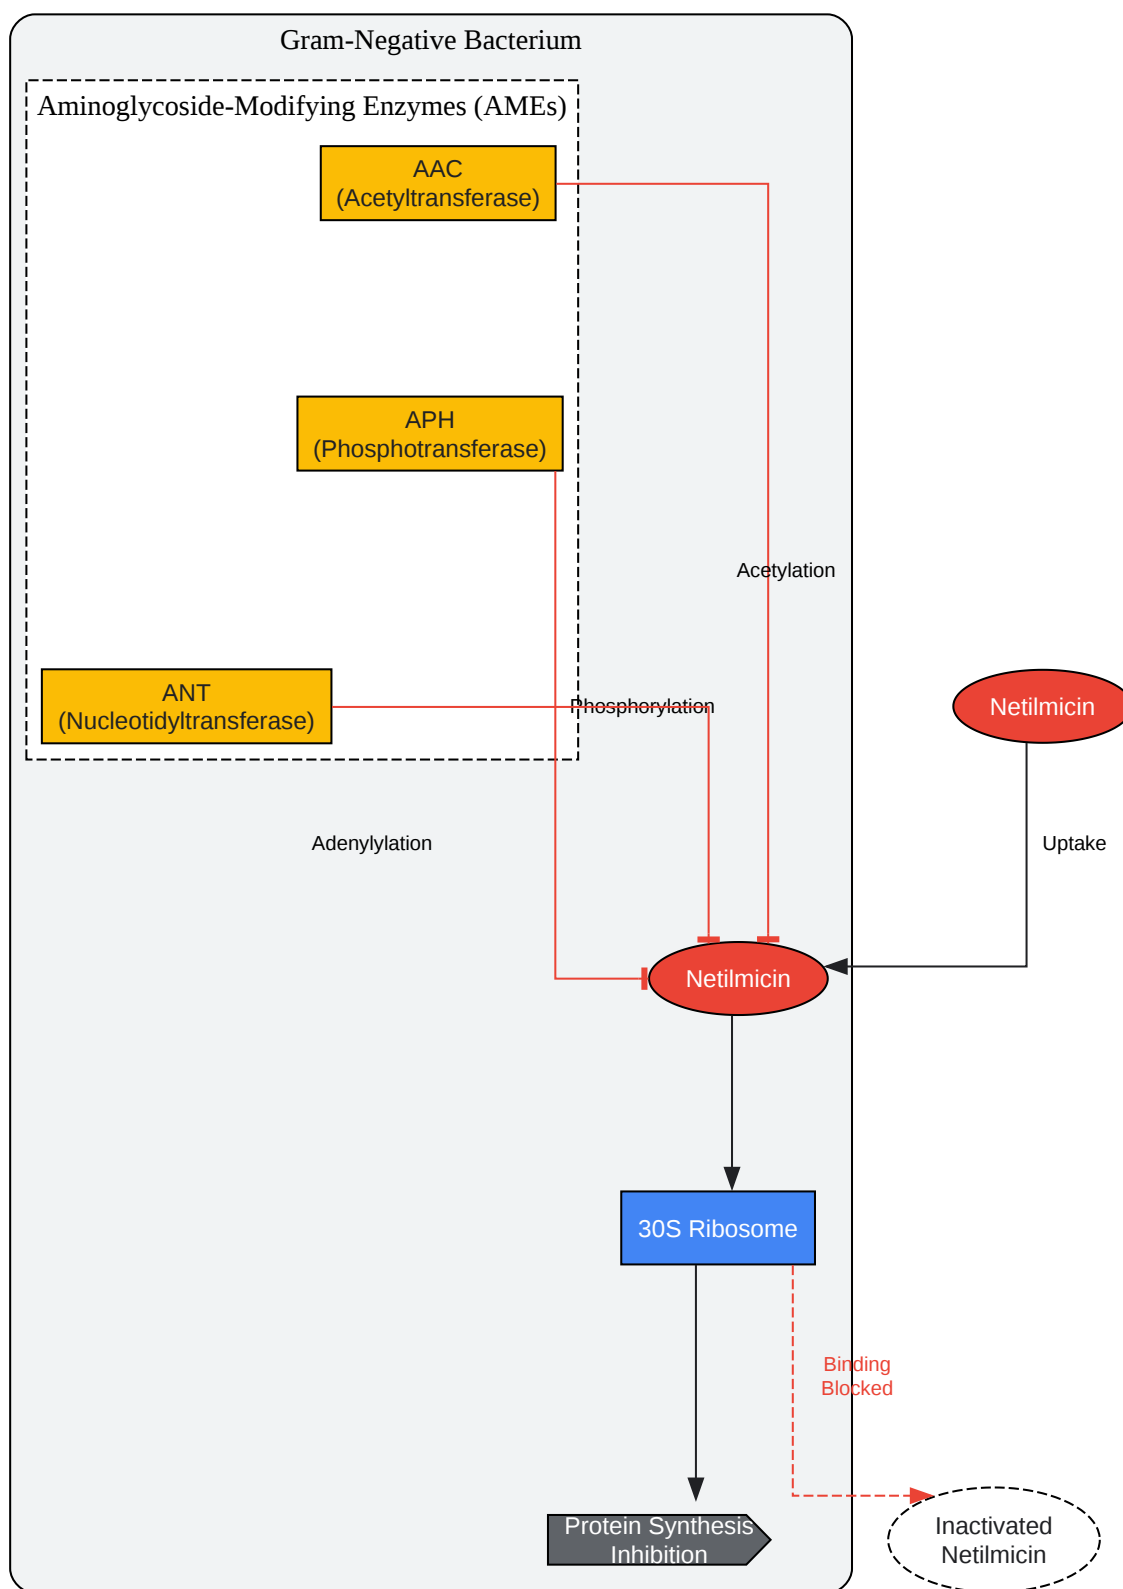 Gram-Negative Bacterium
Aminoglycoside-Modifying Enzymes (AMEs)
AAC
(Acetyltransferase)
APH
(Phosphotransferase)
Acetylation
ANT
(Nucleotidyltransferase)
Phosphorylation
Netilmicin
Adenylylation
Uptake
Netilmicin
30S Ribosome
Binding
Blocked
Protein Synthesis
Inhibition
Inactivated
Netilmicin